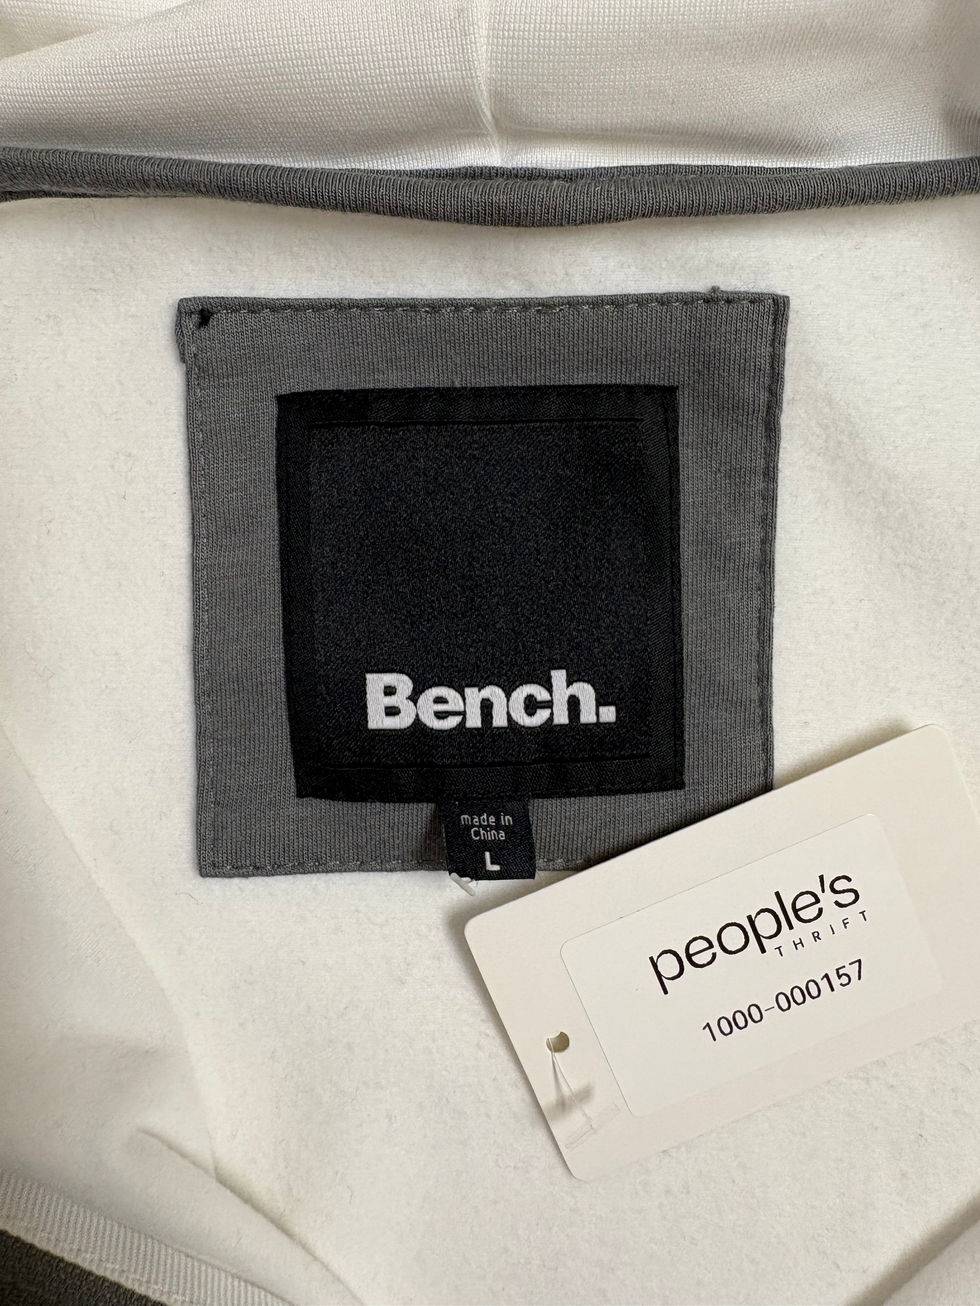 Bench.
made in
China
L
people's
THRIFT
1000-000157